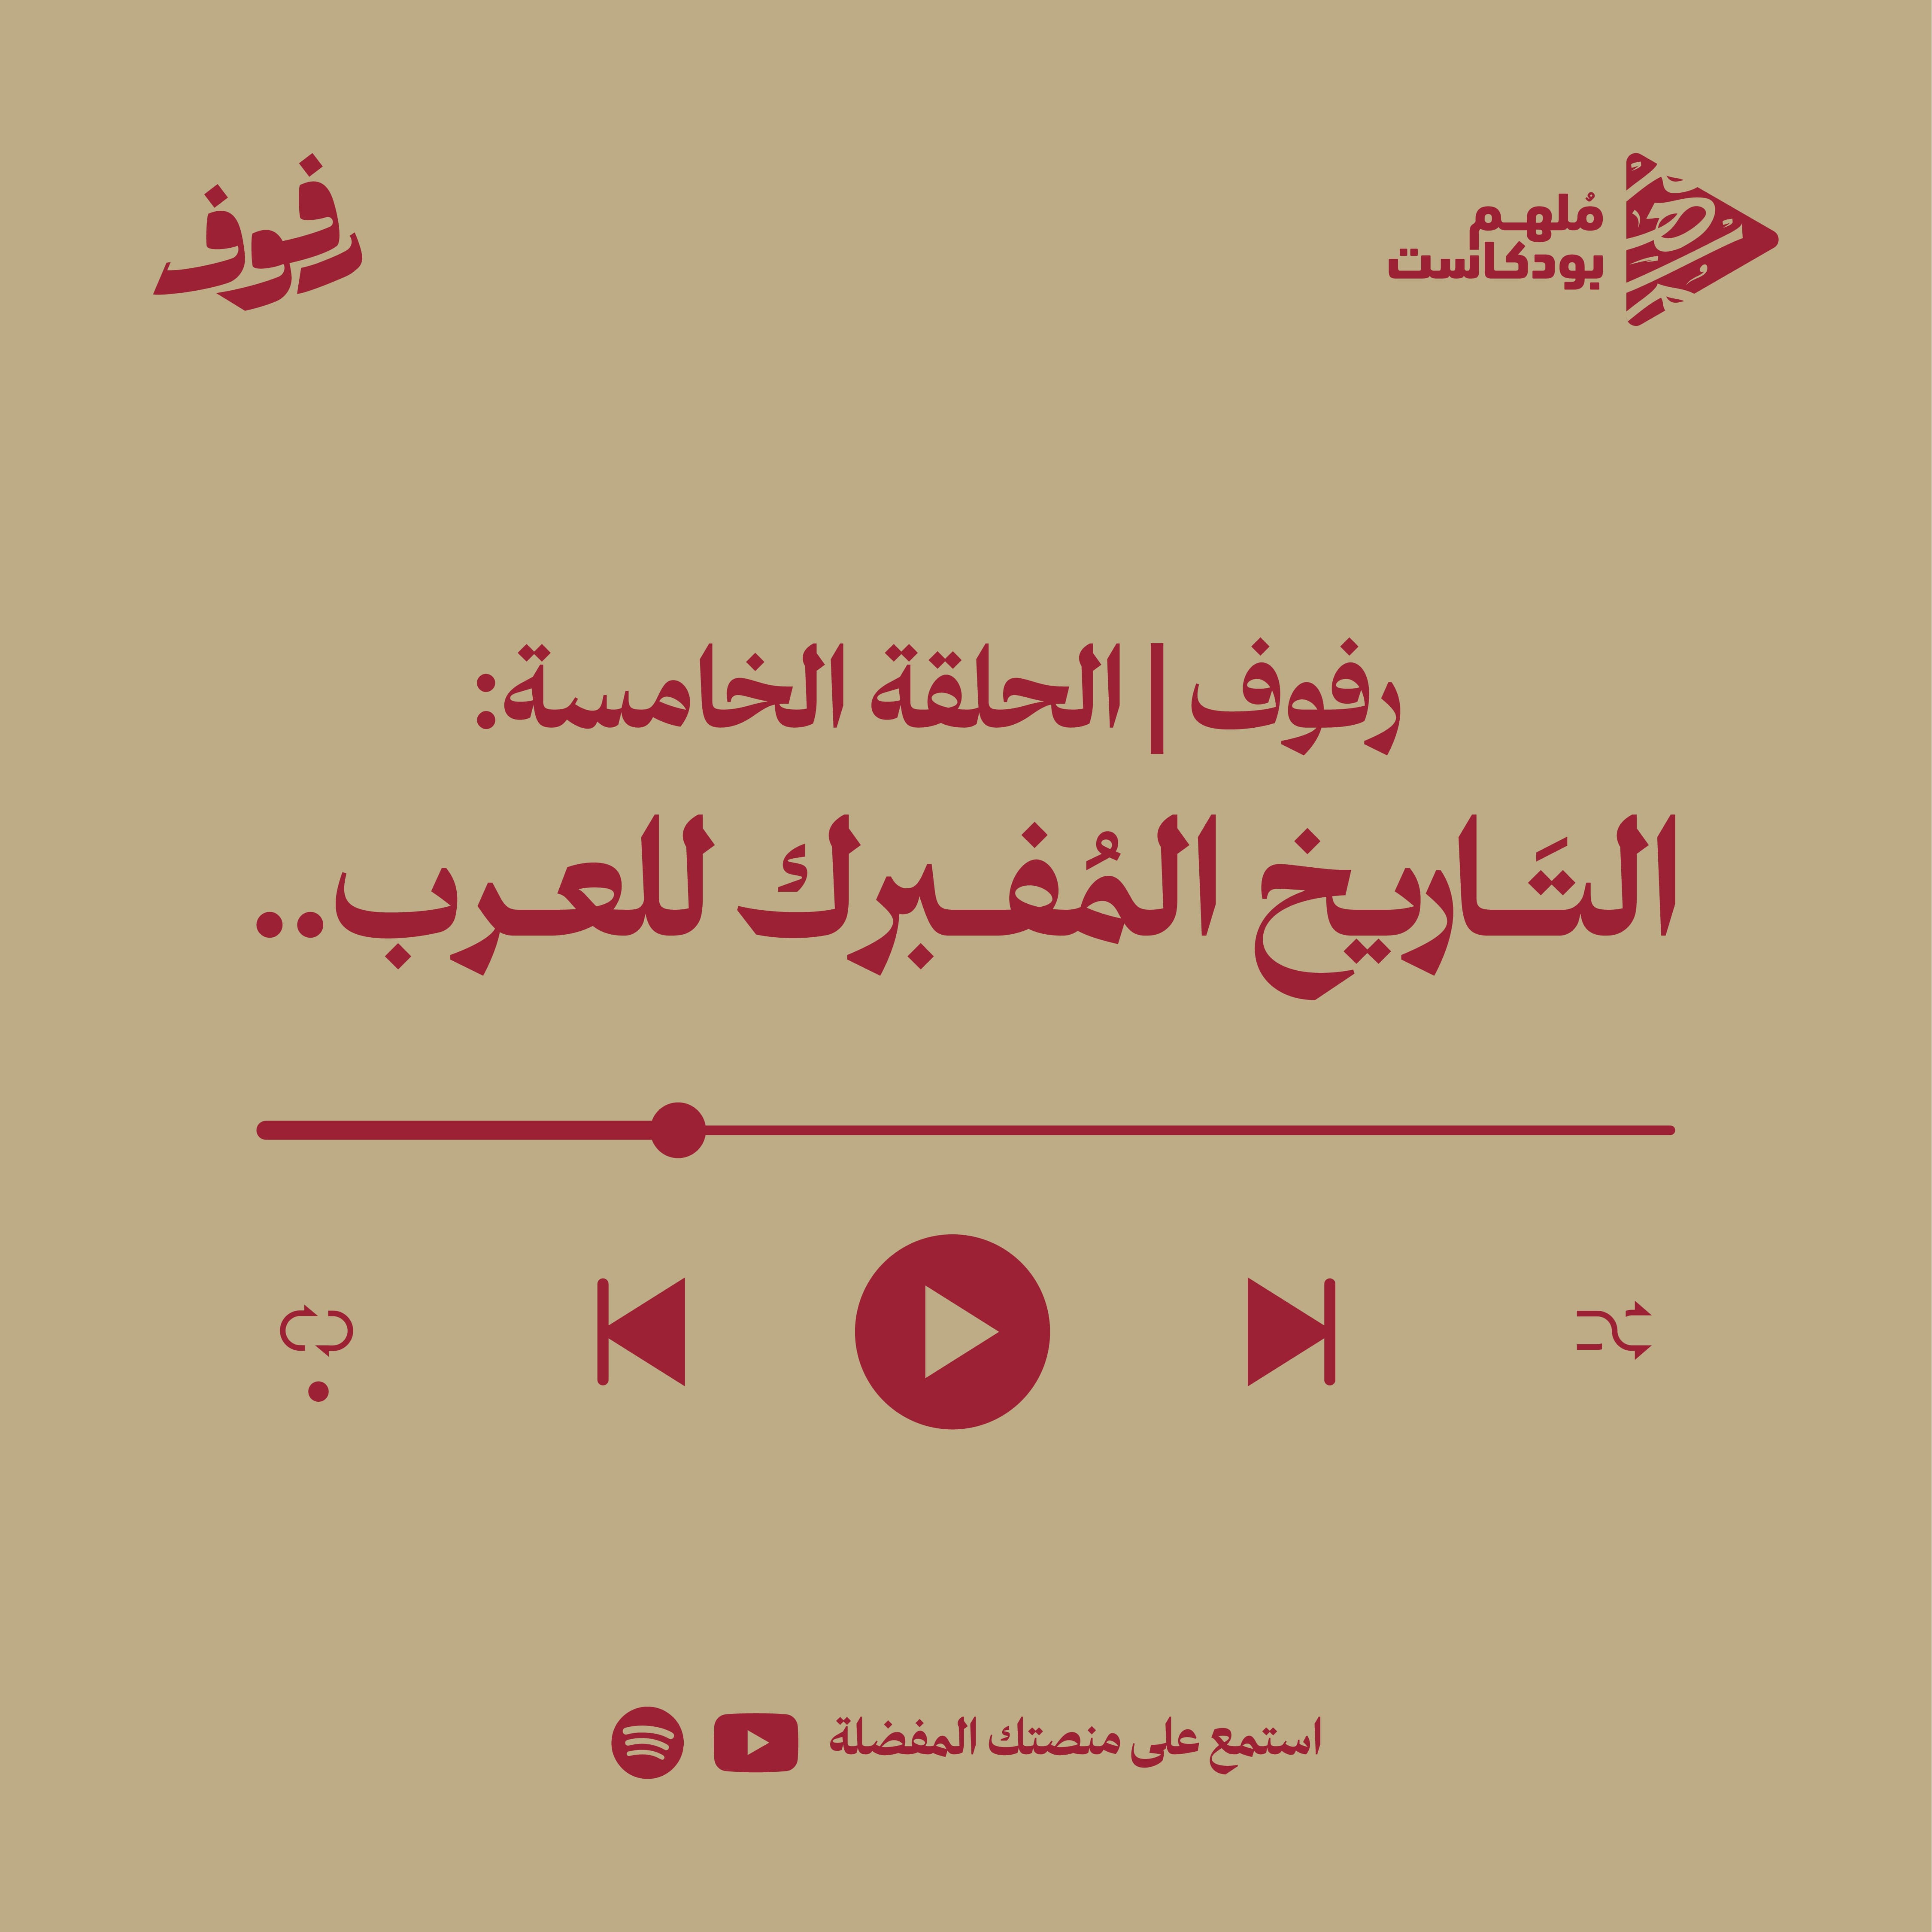 مُلهم
بودكاست
رفوف
رفوف | الحلقة الخامسة:
التَاريخ المُفبرك للعرب..
استمع على منصتك المفضلة